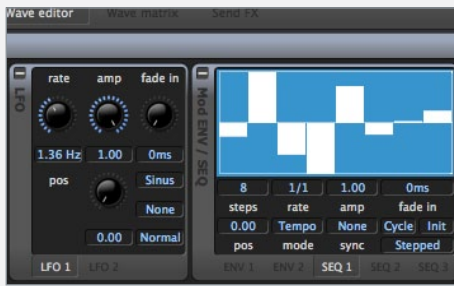 Wave editor
Wave matrix
Send FX
LFO
rate amp fade in
1.36 Hz 1.00 0ms
pos Sinus
None
0.00 Normal
LFO 1 LFO 2
Mod ENV / SEQ
8 1/1 1.00 0ms
steps rate amp fade in
0.00 Tempo None Cycle Init
pos mode sync Stepped
ENV 1 ENV 2 SEQ 1 SEQ 2 SEQ 3